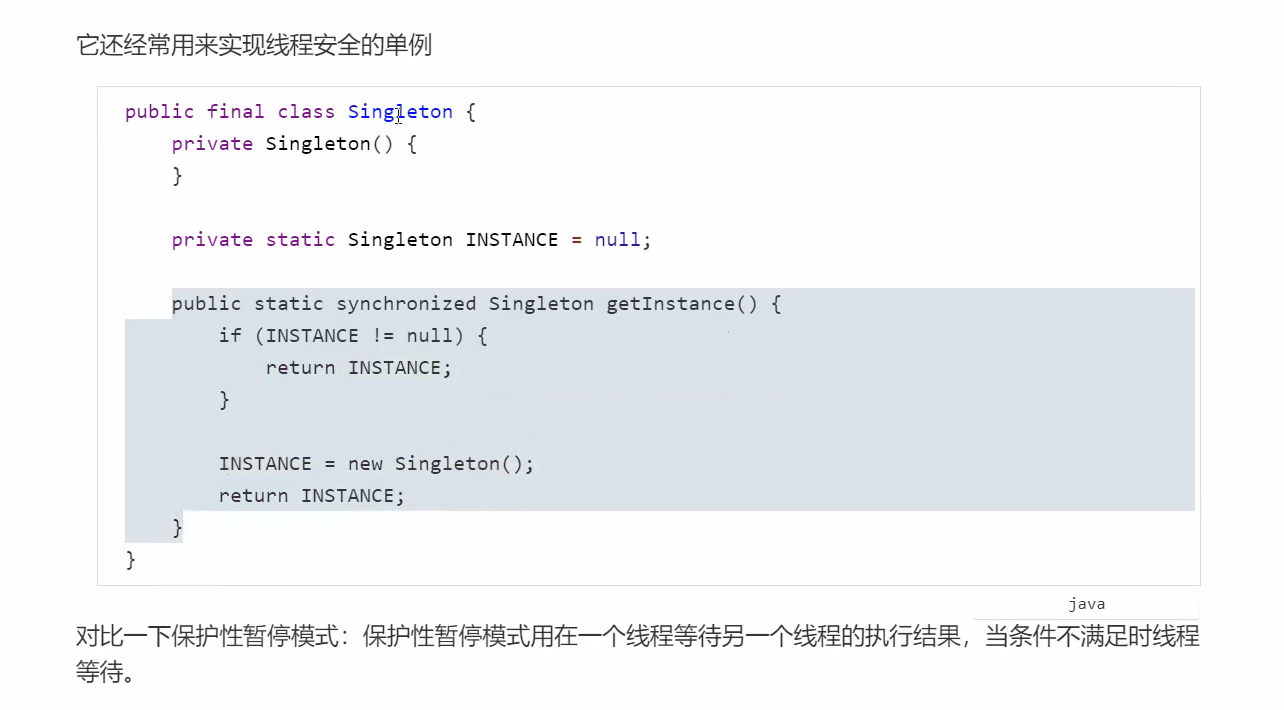 它还经常用来实现线程安全的单例
public final class Singleton {
    private Singleton() {
    }
    private static Singleton INSTANCE = null;
    public static synchronized Singleton getInstance() {
        if (INSTANCE != null) {
            return INSTANCE;
        }
        INSTANCE = new Singleton();
        return INSTANCE;
    }
}
java
对比一下保护性暂停模式：保护性暂停模式用在一个线程等待另一个线程的执行结果，当条件不满足时线程
等待。